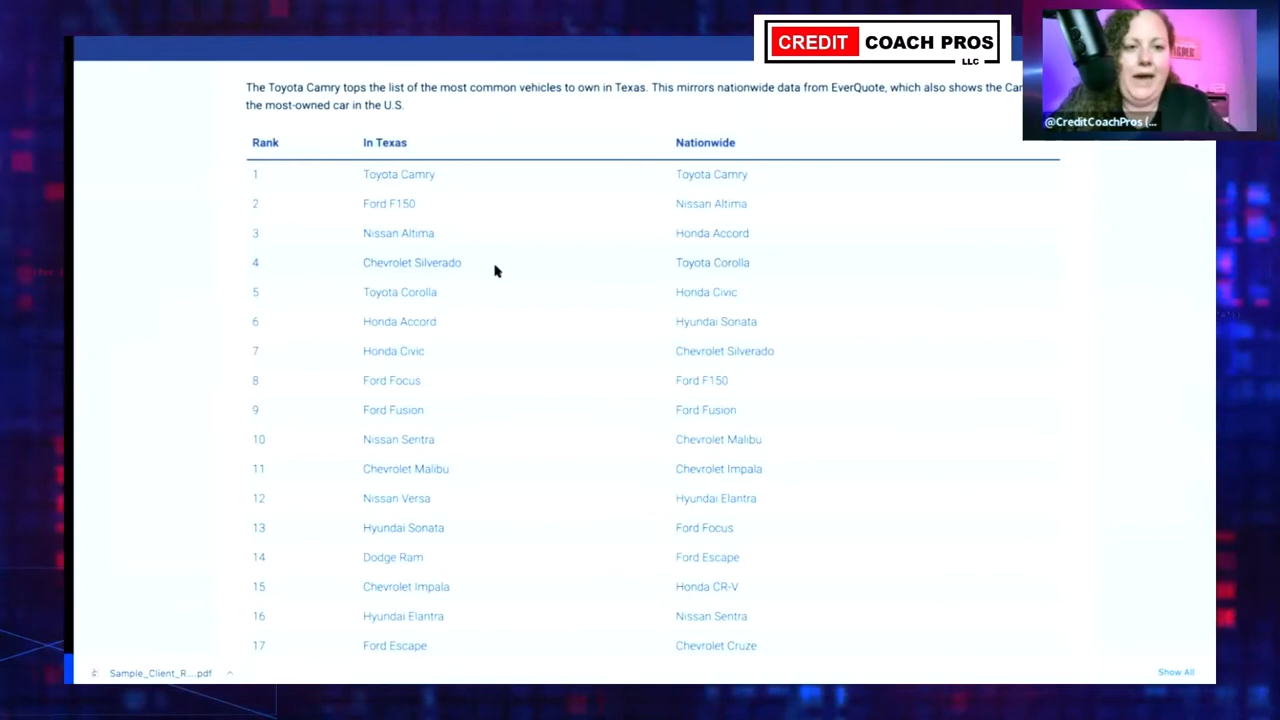 CREDIT COACH PROS
LLC
@CreditCoachPros (...
The Toyota Camry tops the list of the most common vehicles to own in Texas. This mirrors nationwide data from EverQuote, which also shows the
the most-owned car in the U.S.
Rank In Texas Nationwide
1 Toyota Camry Toyota Camry
2 Ford F150 Nissan Altima
3 Nissan Altima Honda Accord
4 Chevrolet Silverado Toyota Corolla
5 Toyota Corolla Honda Civic
6 Honda Accord Hyundai Sonata
7 Honda Civic Chevrolet Silverado
8 Ford Focus Ford F150
9 Ford Fusion Ford Fusion
10 Nissan Sentra Chevrolet Malibu
11 Chevrolet Malibu Chevrolet Impala
12 Nissan Versa Hyundai Elantra
13 Hyundai Sonata Ford Focus
14 Dodge Ram Ford Escape
15 Chevrolet Impala Honda CR-V
16 Hyundai Elantra Nissan Sentra
17 Ford Escape Chevrolet Cruze
Sample_Client_R....pdf
Show All